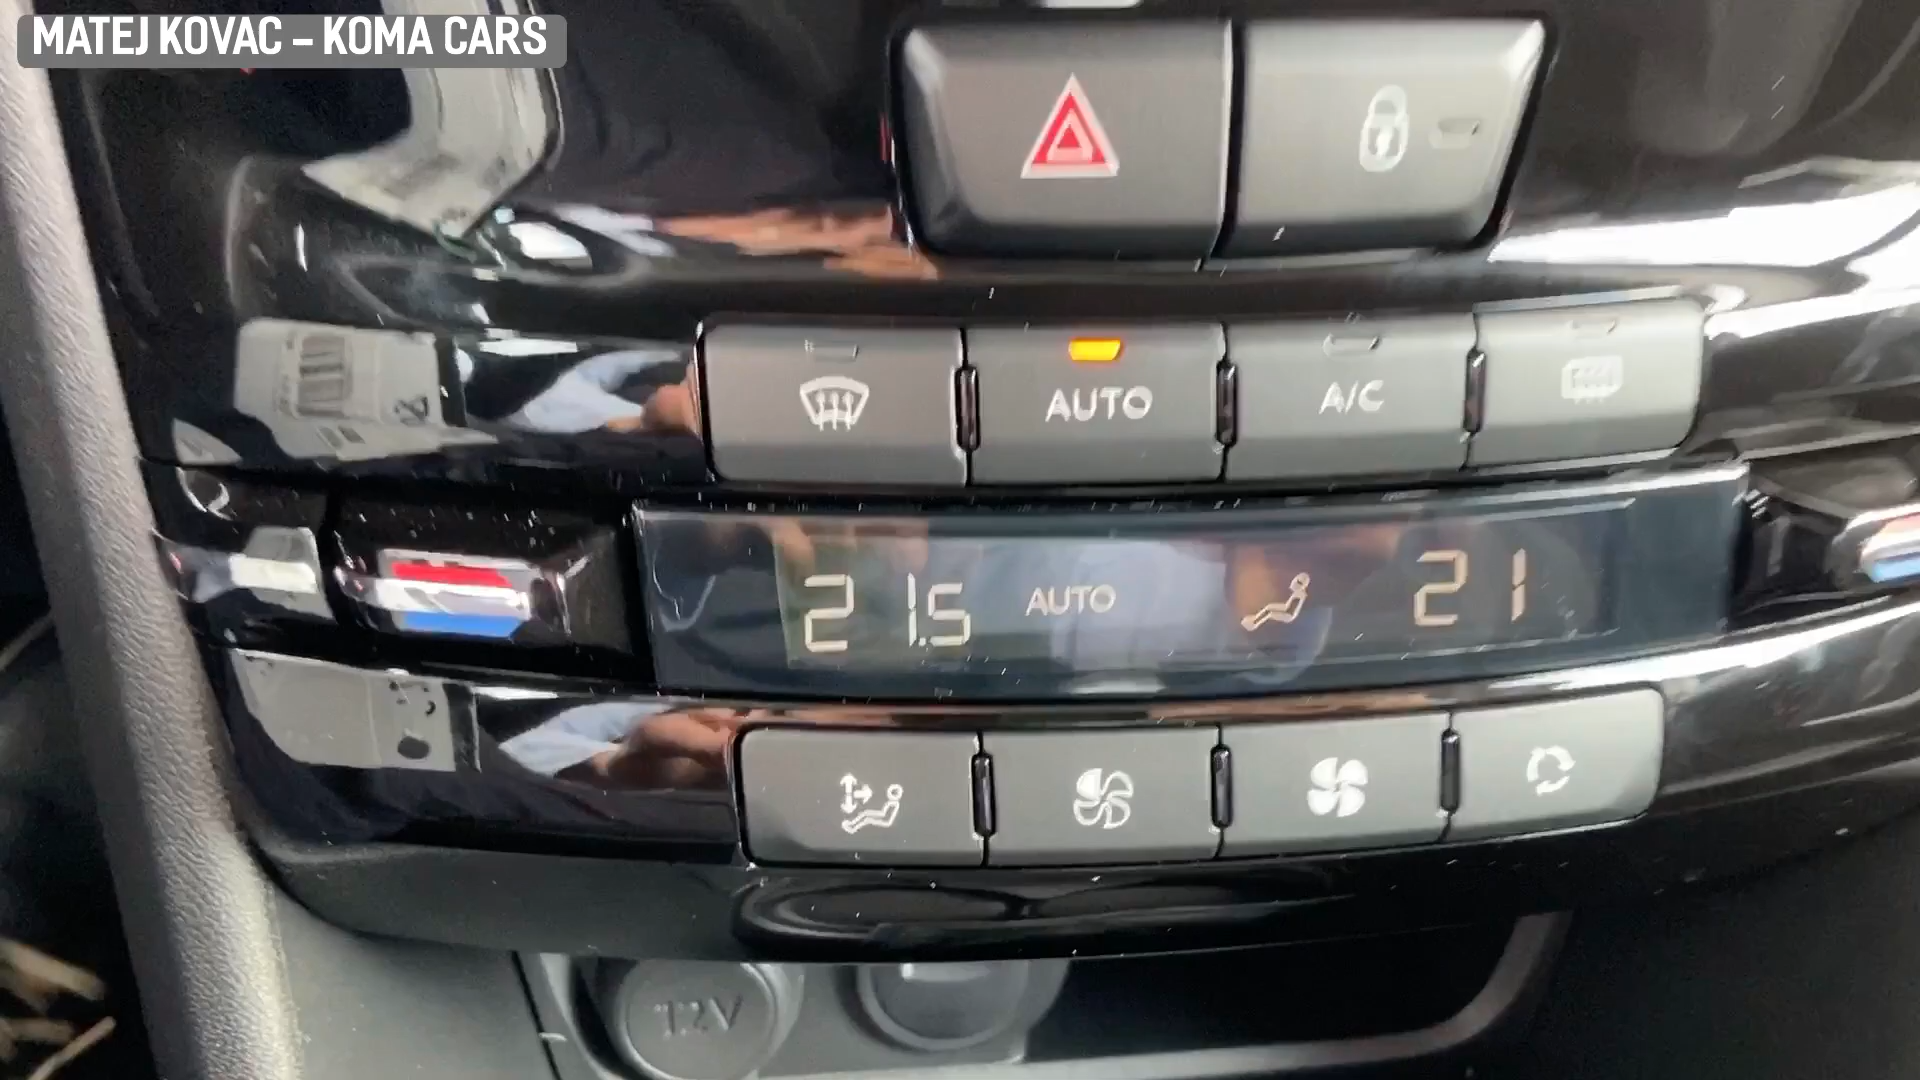 MATEJ KOVAC - KOMA CARS
AUTO
A/C
21.5 AUTO 21
12V